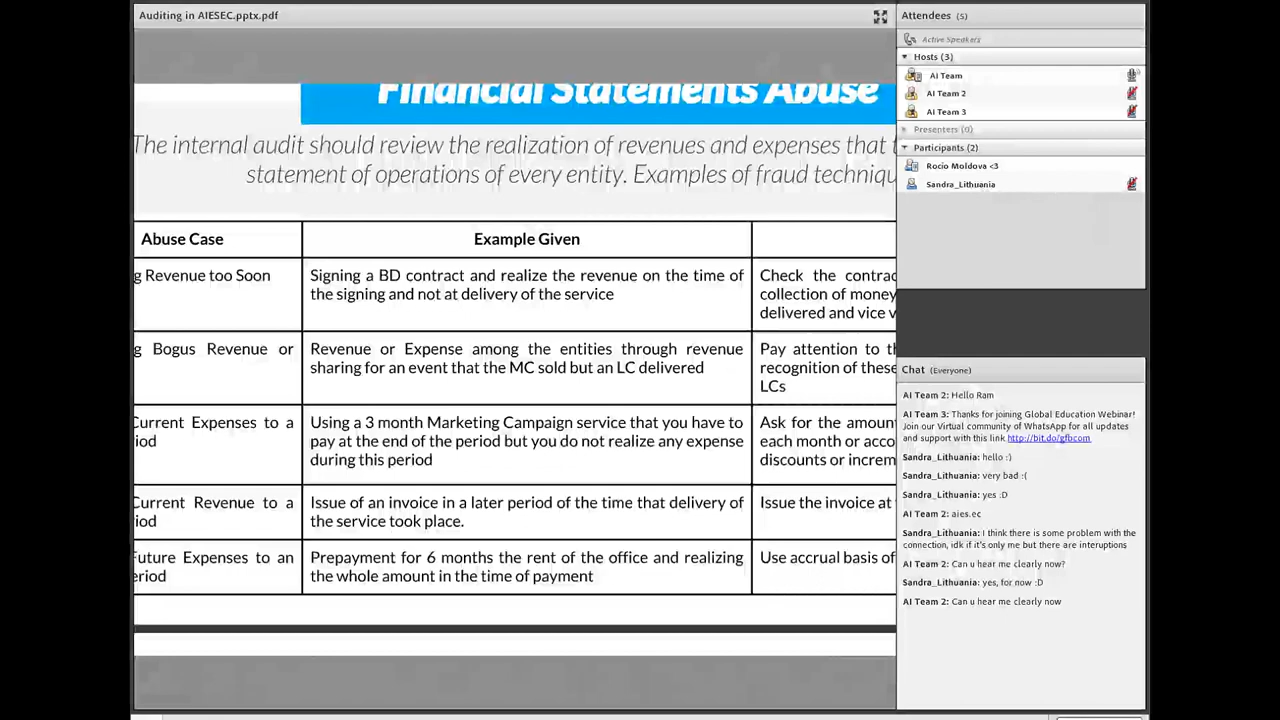 Auditing in AIESEC.pptx.pdf
Financial Statements Abuse
The internal audit should review the realization of revenues and expenses that
statement of operations of every entity. Examples of fraud techniqu
Abuse Case
Example Given
g Revenue too Soon
Signing a BD contract and realize the revenue on the time of
the signing and not at delivery of the service
Check the contrac
collection of money
delivered and vice v
g Bogus Revenue or
Revenue or Expense among the entities through revenue
sharing for an event that the MC sold but an LC delivered
Pay attention to th
recognition of these
LCs
Current Expenses to a
iod
Using a 3 month Marketing Campaign service that you have to
pay at the end of the period but you do not realize any expense
during this period
Ask for the amoun
each month or acco
discounts or increm
Current Revenue to a
iod
Issue of an invoice in a later period of the time that delivery of
the service took place.
Issue the invoice at
Future Expenses to an
eriod
Prepayment for 6 months the rent of the office and realizing
the whole amount in the time of payment
Use accrual basis of
Attendees (5)
Active Speakers
Hosts (3)
AI Team
AI Team 2
AI Team 3
Presenters (0)
Participants (2)
Rocio Moldova <3
Sandra_Lithuania
Chat (Everyone)
AI Team 2: Hello Ram
AI Team 3: Thanks for joining Global Education Webinar!
Join our Virtual community of WhatsApp for all updates
and support with this link http://bit.do/gfbcom
Sandra_Lithuania: hello :)
Sandra_Lithuania: very bad :(
Sandra_Lithuania: yes :D
AI Team 2: aies.ec
Sandra_Lithuania: I think there is some problem with the
connection, idk if it's only me but there are interuptions
AI Team 2: Can u hear me clearly now?
Sandra_Lithuania: yes, for now :D
AI Team 2: Can u hear me clearly now